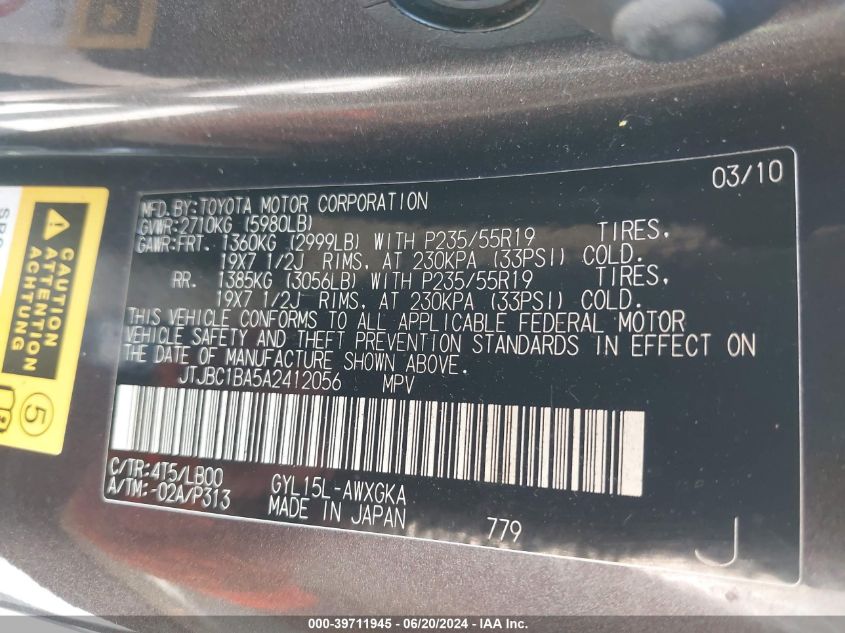 03/10
MFD.BY:TOYOTA MOTOR CORPORATION
GVWR:2710KG (5980LB)
GAWR:FRT. 1360KG (2999LB) WITH P235/55R19 TIRES,
19X7 1/2J RIMS, AT 230KPA (33PSI) COLD.
RR. 1385KG (3056LB) WITH P235/55R19 TIRES,
19X7 1/2J RIMS, AT 230KPA (33PSI) COLD.
THIS VEHICLE CONFORMS TO ALL APPLICABLE FEDERAL MOTOR
VEHICLE SAFETY AND THEFT PREVENTION STANDARDS IN EFFECT ON
THE DATE OF MANUFACTURE SHOWN ABOVE.
JTJBC1BA5A2412056 MPV
C/TR:4T5/LB00
A/TM:-02A/P313
GYL15L-AWXGKA
MADE IN JAPAN
779
J
CAUTION
ATTENTION
ACHTUNG
5
000-39711945 - 06/20/2024 - IAA Inc.